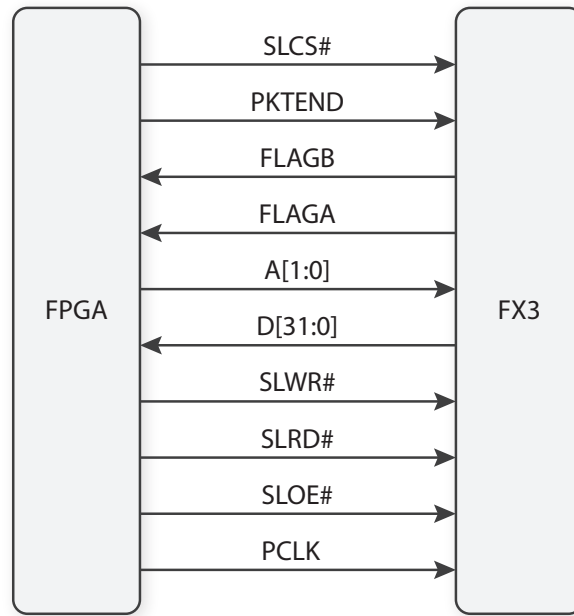 SLCS#
PKTEND
FLAGB
FLAGA
A[1:0]
FPGA
FX3
D[31:0]
SLWR#
SLRD#
SLOE#
PCLK